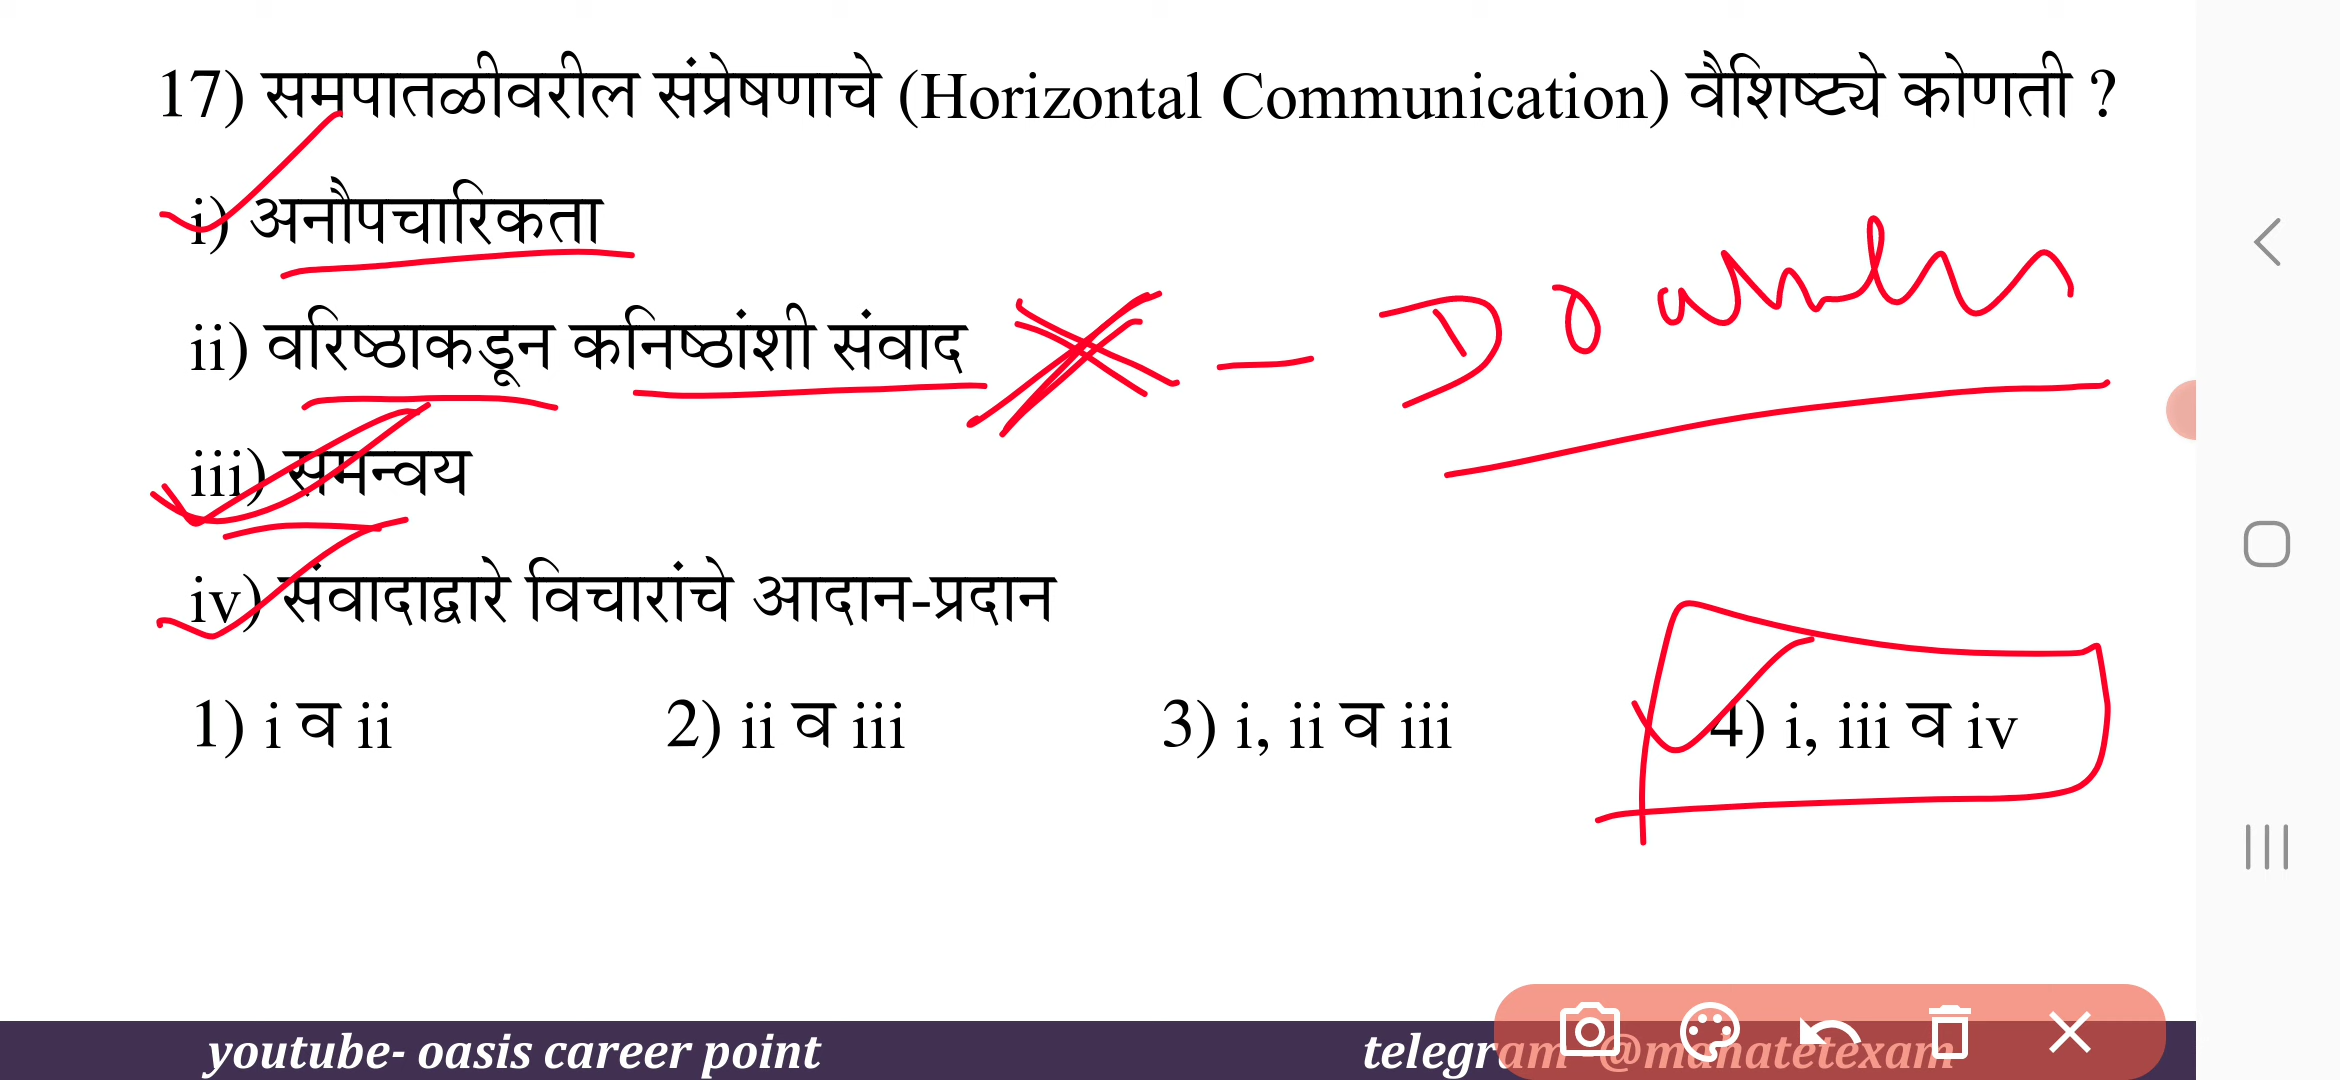 17) समपातळीवरील संप्रेषणाचे (Horizontal Communication) वैशिष्ट्ये कोणती ?
i) अनौपचारिकता
ii) वरिष्ठाकडून कनिष्ठांशी संवाद
iii) समन्वय
iv) संवादाद्वारे विचारांचे आदान-प्रदान
1) i व ii 2) ii व iii 3) i, ii व iii 4) i, iii व iv
youtube- oasis career point telegram -@mahatetexam